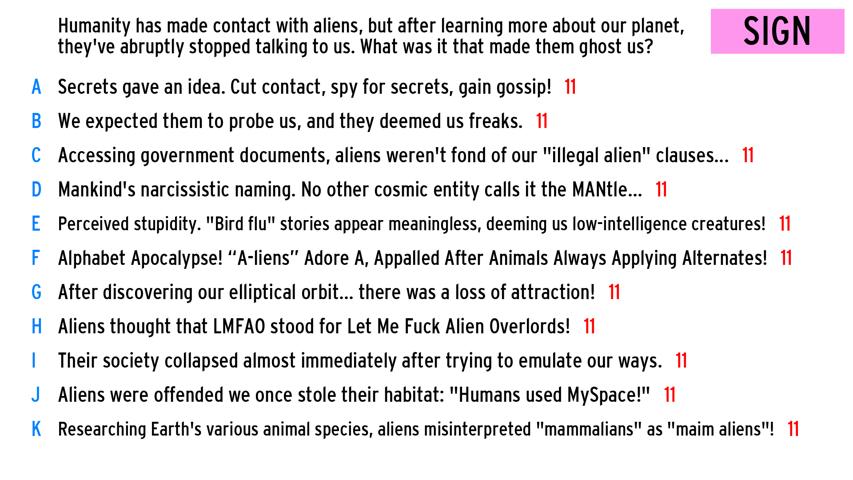 Humanity has made contact with aliens, but after learning more about our planet,
they've abruptly stopped talking to us. What was it that made them ghost us?
SIGN
A Secrets gave an idea. Cut contact, spy for secrets, gain gossip! 11
B We expected them to probe us, and they deemed us freaks. 11
C Accessing government documents, aliens weren't fond of our "illegal alien" clauses... 11
D Mankind's narcissistic naming. No other cosmic entity calls it the MANtle... 11
E Perceived stupidity. "Bird flu" stories appear meaningless, deeming us low-intelligence creatures! 11
F Alphabet Apocalypse! “A-liens” Adore A, Appalled After Animals Always Applying Alternates! 11
G After discovering our elliptical orbit... there was a loss of attraction! 11
H Aliens thought that LMFAO stood for Let Me Fuck Alien Overlords! 11
I Their society collapsed almost immediately after trying to emulate our ways. 11
J Aliens were offended we once stole their habitat: "Humans used MySpace!" 11
K Researching Earth's various animal species, aliens misinterpreted "mammalians" as "maim aliens"! 11